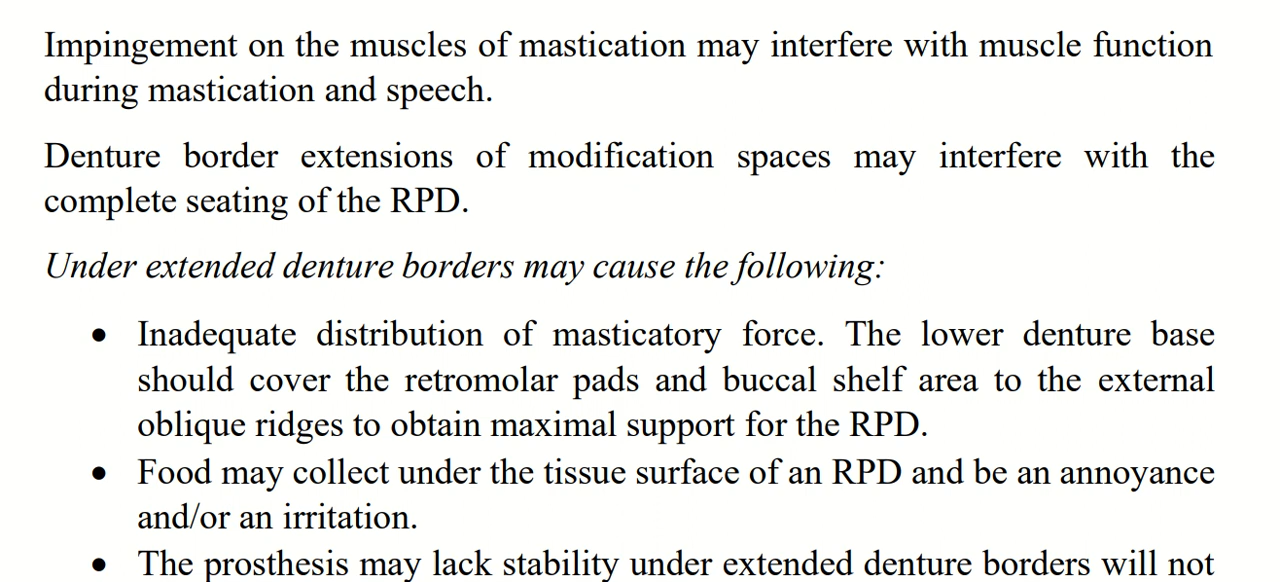 Impingement on the muscles of mastication may interfere with muscle function
during mastication and speech.
Denture border extensions of modification spaces may interfere with the
complete seating of the RPD.
Under extended denture borders may cause the following:
• Inadequate distribution of masticatory force. The lower denture base
should cover the retromolar pads and buccal shelf area to the external
oblique ridges to obtain maximal support for the RPD.
• Food may collect under the tissue surface of an RPD and be an annoyance
and/or an irritation.
• The prosthesis may lack stability under extended denture borders will not